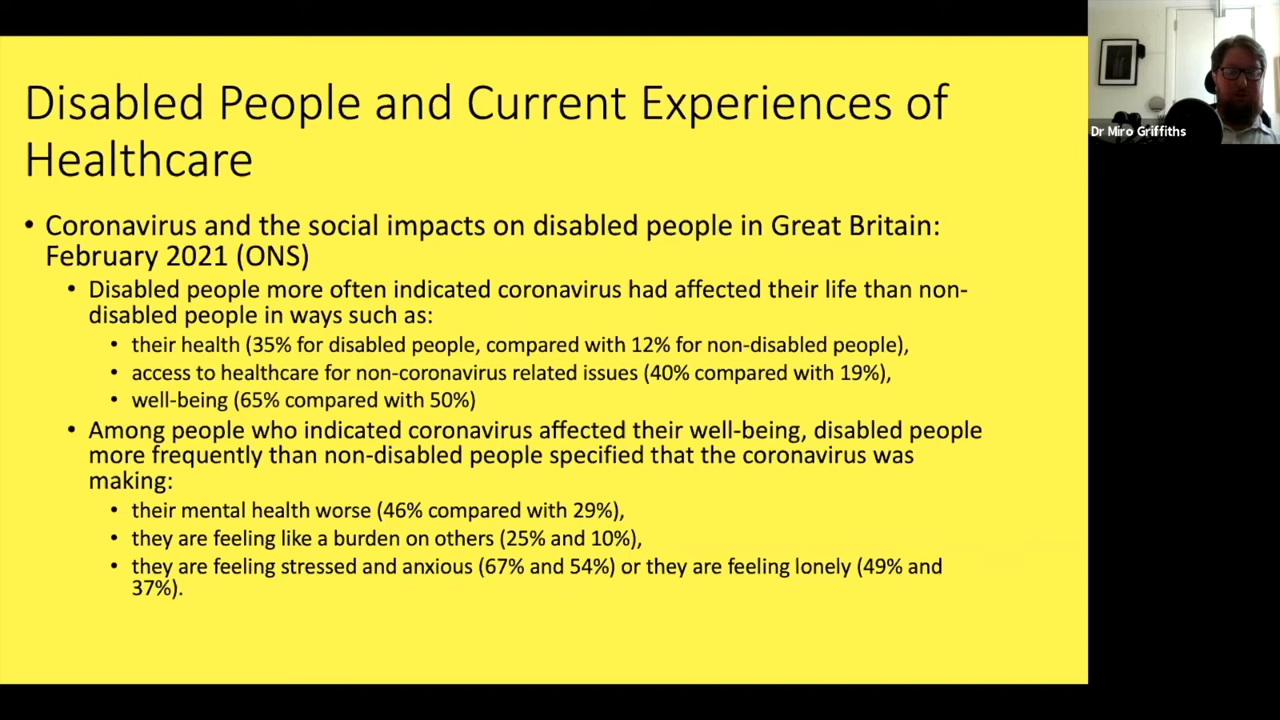 Disabled People and Current Experiences of
Healthcare
• Coronavirus and the social impacts on disabled people in Great Britain:
February 2021 (ONS)
• Disabled people more often indicated coronavirus had affected their life than non-
disabled people in ways such as:
• their health (35% for disabled people, compared with 12% for non-disabled people),
• access to healthcare for non-coronavirus related issues (40% compared with 19%),
• well-being (65% compared with 50%)
• Among people who indicated coronavirus affected their well-being, disabled people
more frequently than non-disabled people specified that the coronavirus was
making:
• their mental health worse (46% compared with 29%),
• they are feeling like a burden on others (25% and 10%),
• they are feeling stressed and anxious (67% and 54%) or they are feeling lonely (49% and
37%).
Dr Miro Griffiths